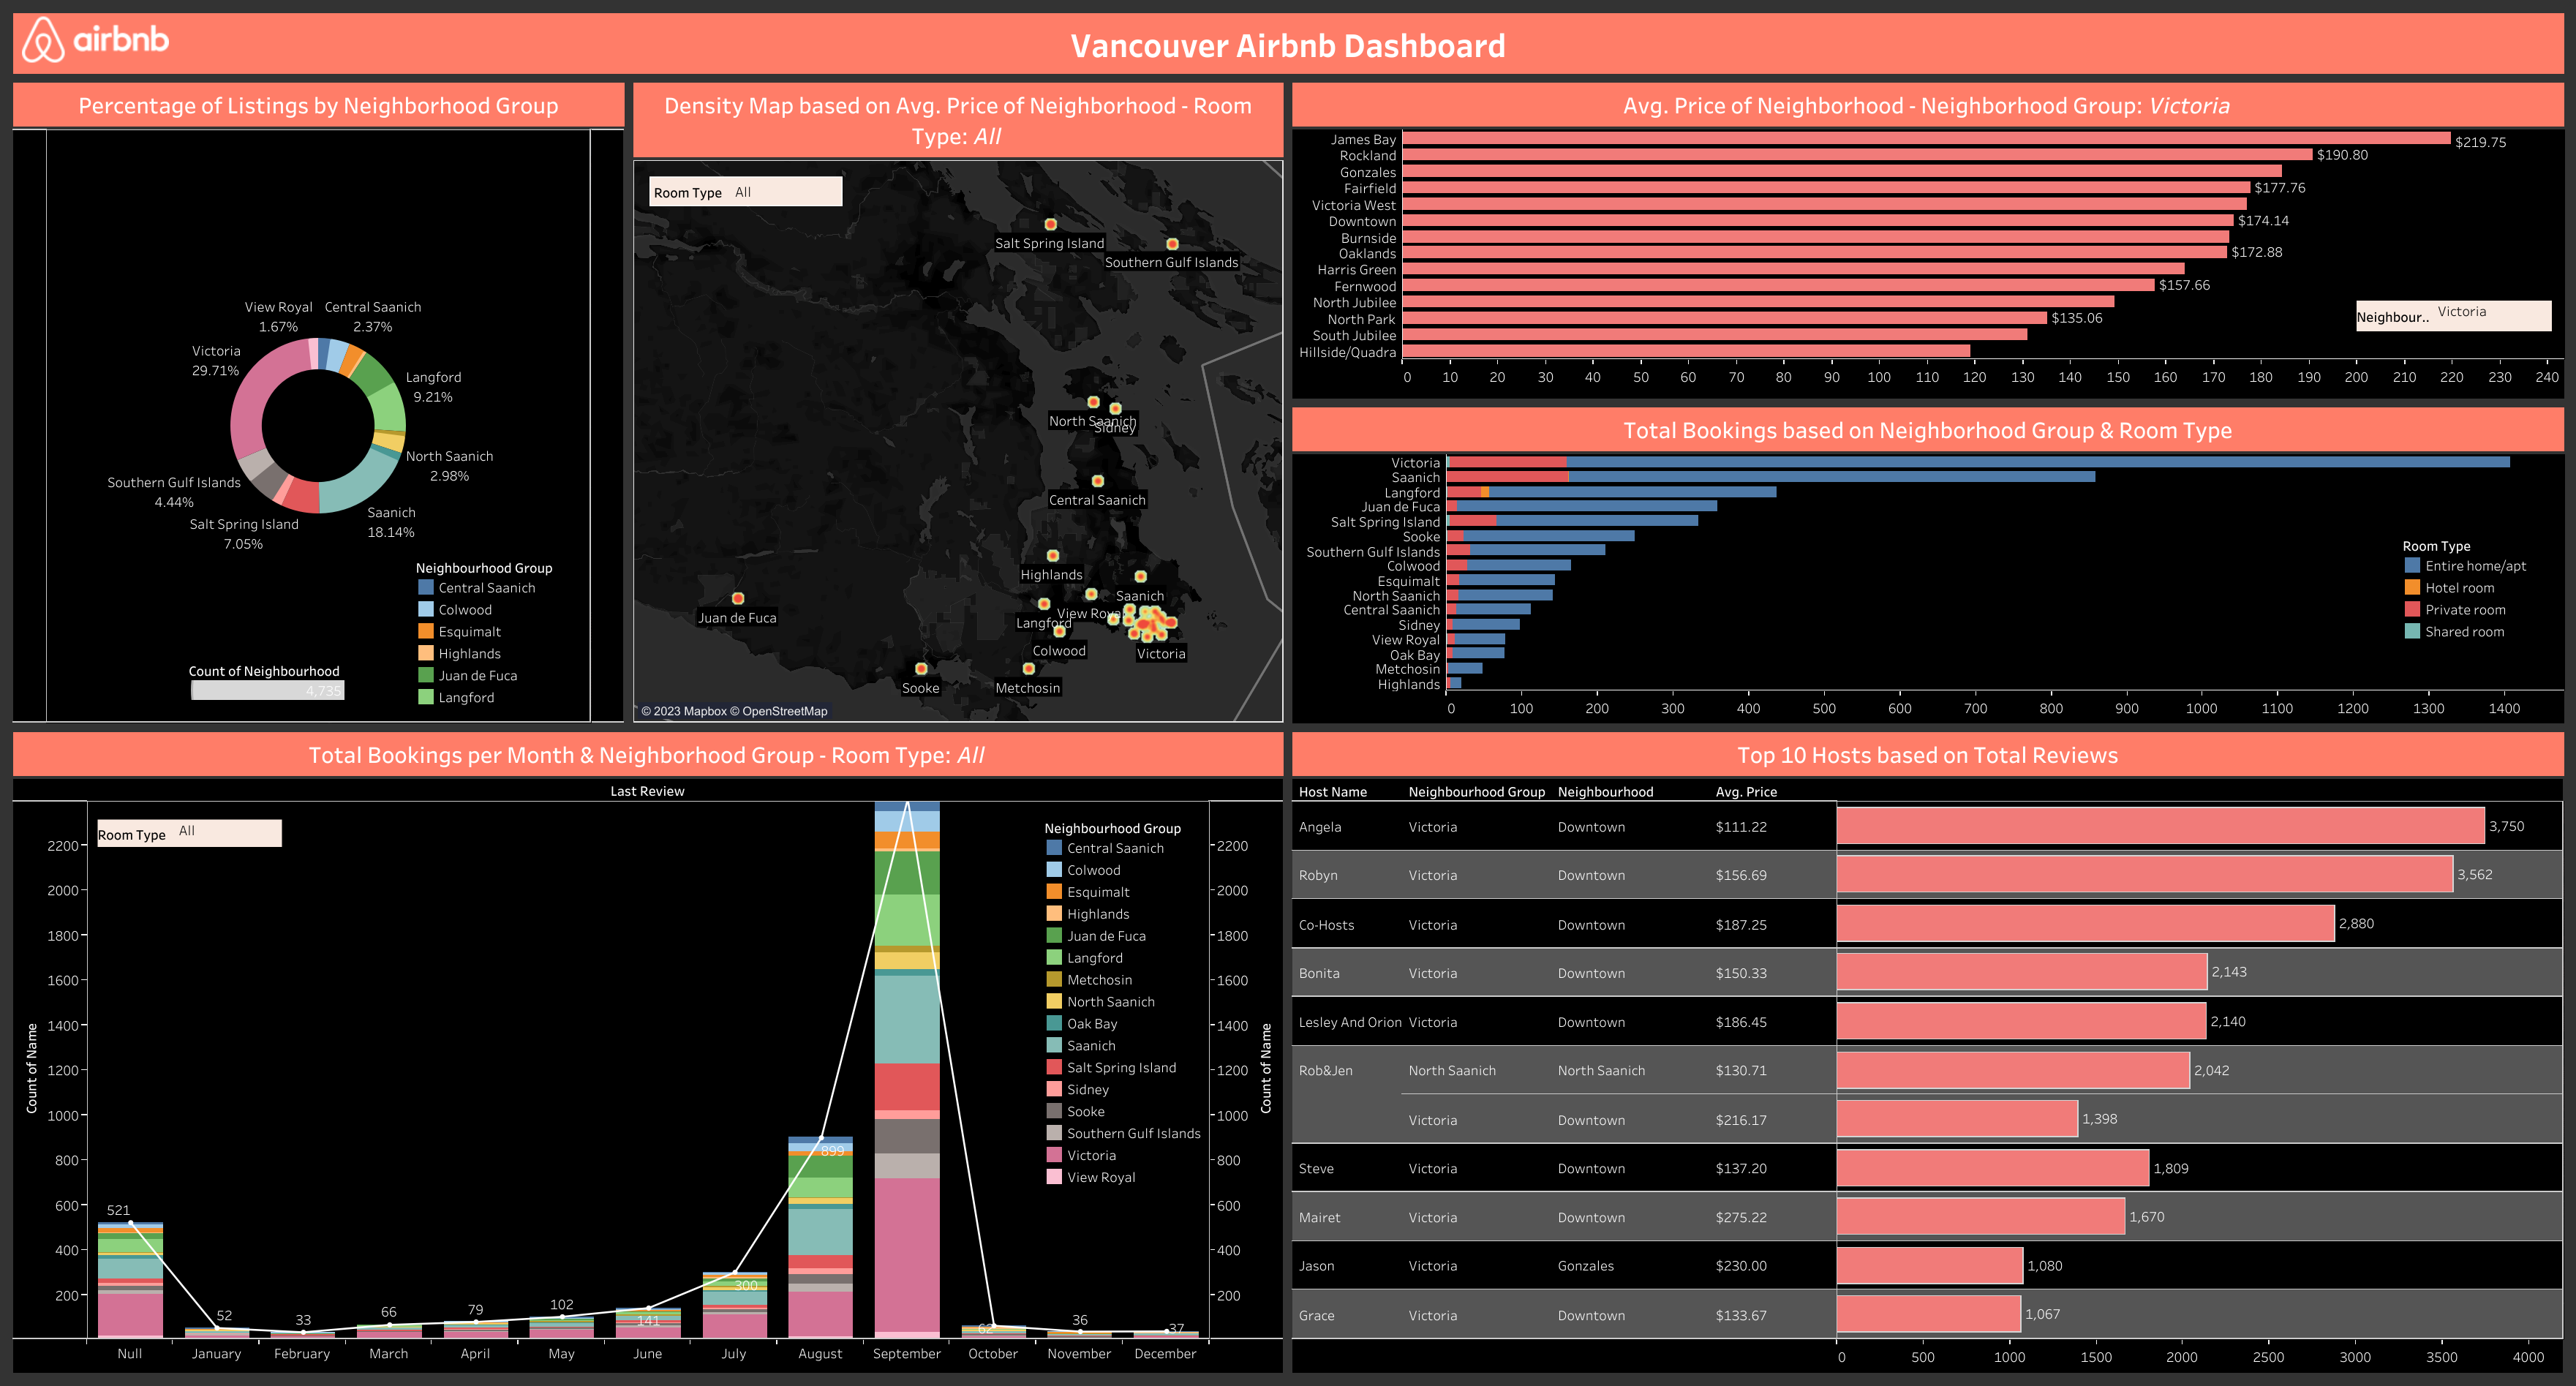 airbnb
Vancouver Airbnb Dashboard
Percentage of Listings by Neighborhood Group
View Royal
1.67%
Central Saanich
2.37%
Victoria
29.71%
Langford
9.21%
North Saanich
2.98%
Southern Gulf Islands
4.44%
Salt Spring Island
7.05%
Saanich
18.14%
Neighbourhood Group
Central Saanich
Colwood
Esquimalt
Highlands
Juan de Fuca
Langford
Count of Neighbourhood
4,735
Density Map based on Avg. Price of Neighborhood - Room
Type: All
Room Type All
Salt Spring Island
Southern Gulf Islands
North Saanich
Sidney
Central Saanich
Highlands
Saanich
Juan de Fuca
View Royal
Langford
Colwood
Victoria
Sooke
Metchosin
© 2023 Mapbox © OpenStreetMap
Avg. Price of Neighborhood - Neighborhood Group: Victoria
James Bay $219.75
Rockland $190.80
Gonzales
Fairfield $177.76
Victoria West
Downtown $174.14
Burnside
Oaklands $172.88
Harris Green
Fernwood $157.66
North Jubilee
North Park $135.06
South Jubilee
Hillside/Quadra
Neighbour.. Victoria
0 10 20 30 40 50 60 70 80 90 100 110 120 130 140 150 160 170 180 190 200 210 220 230 240
Total Bookings based on Neighborhood Group & Room Type
Victoria
Saanich
Langford
Juan de Fuca
Salt Spring Island
Sooke
Southern Gulf Islands
Colwood
Esquimalt
North Saanich
Central Saanich
Sidney
View Royal
Oak Bay
Metchosin
Highlands
0 100 200 300 400 500 600 700 800 900 1000 1100 1200 1300 1400
Room Type
Entire home/apt
Hotel room
Private room
Shared room
Total Bookings per Month & Neighborhood Group - Room Type: All
Last Review
Room Type All
Count of Name
2200
2000
1800
1600
1400
1200
1000
800
600
400
200
521
52
33
66
79
102
141
300
899
62
36
37
Null January February March April May June July August September October November December
2200
2000
1800
1600
1400
1200
1000
800
600
400
200
Count of Name
Neighbourhood Group
Central Saanich
Colwood
Esquimalt
Highlands
Juan de Fuca
Langford
Metchosin
North Saanich
Oak Bay
Saanich
Salt Spring Island
Sidney
Sooke
Southern Gulf Islands
Victoria
View Royal
Top 10 Hosts based on Total Reviews
Host Name Neighbourhood Group Neighbourhood Avg. Price
Angela Victoria Downtown $111.22 3,750
Robyn Victoria Downtown $156.69 3,562
Co-Hosts Victoria Downtown $187.25 2,880
Bonita Victoria Downtown $150.33 2,143
Lesley And Orion Victoria Downtown $186.45 2,140
Rob&Jen North Saanich North Saanich $130.71 2,042
Victoria Downtown $216.17 1,398
Steve Victoria Downtown $137.20 1,809
Mairet Victoria Downtown $275.22 1,670
Jason Victoria Gonzales $230.00 1,080
Grace Victoria Downtown $133.67 1,067
0 500 1000 1500 2000 2500 3000 3500 4000